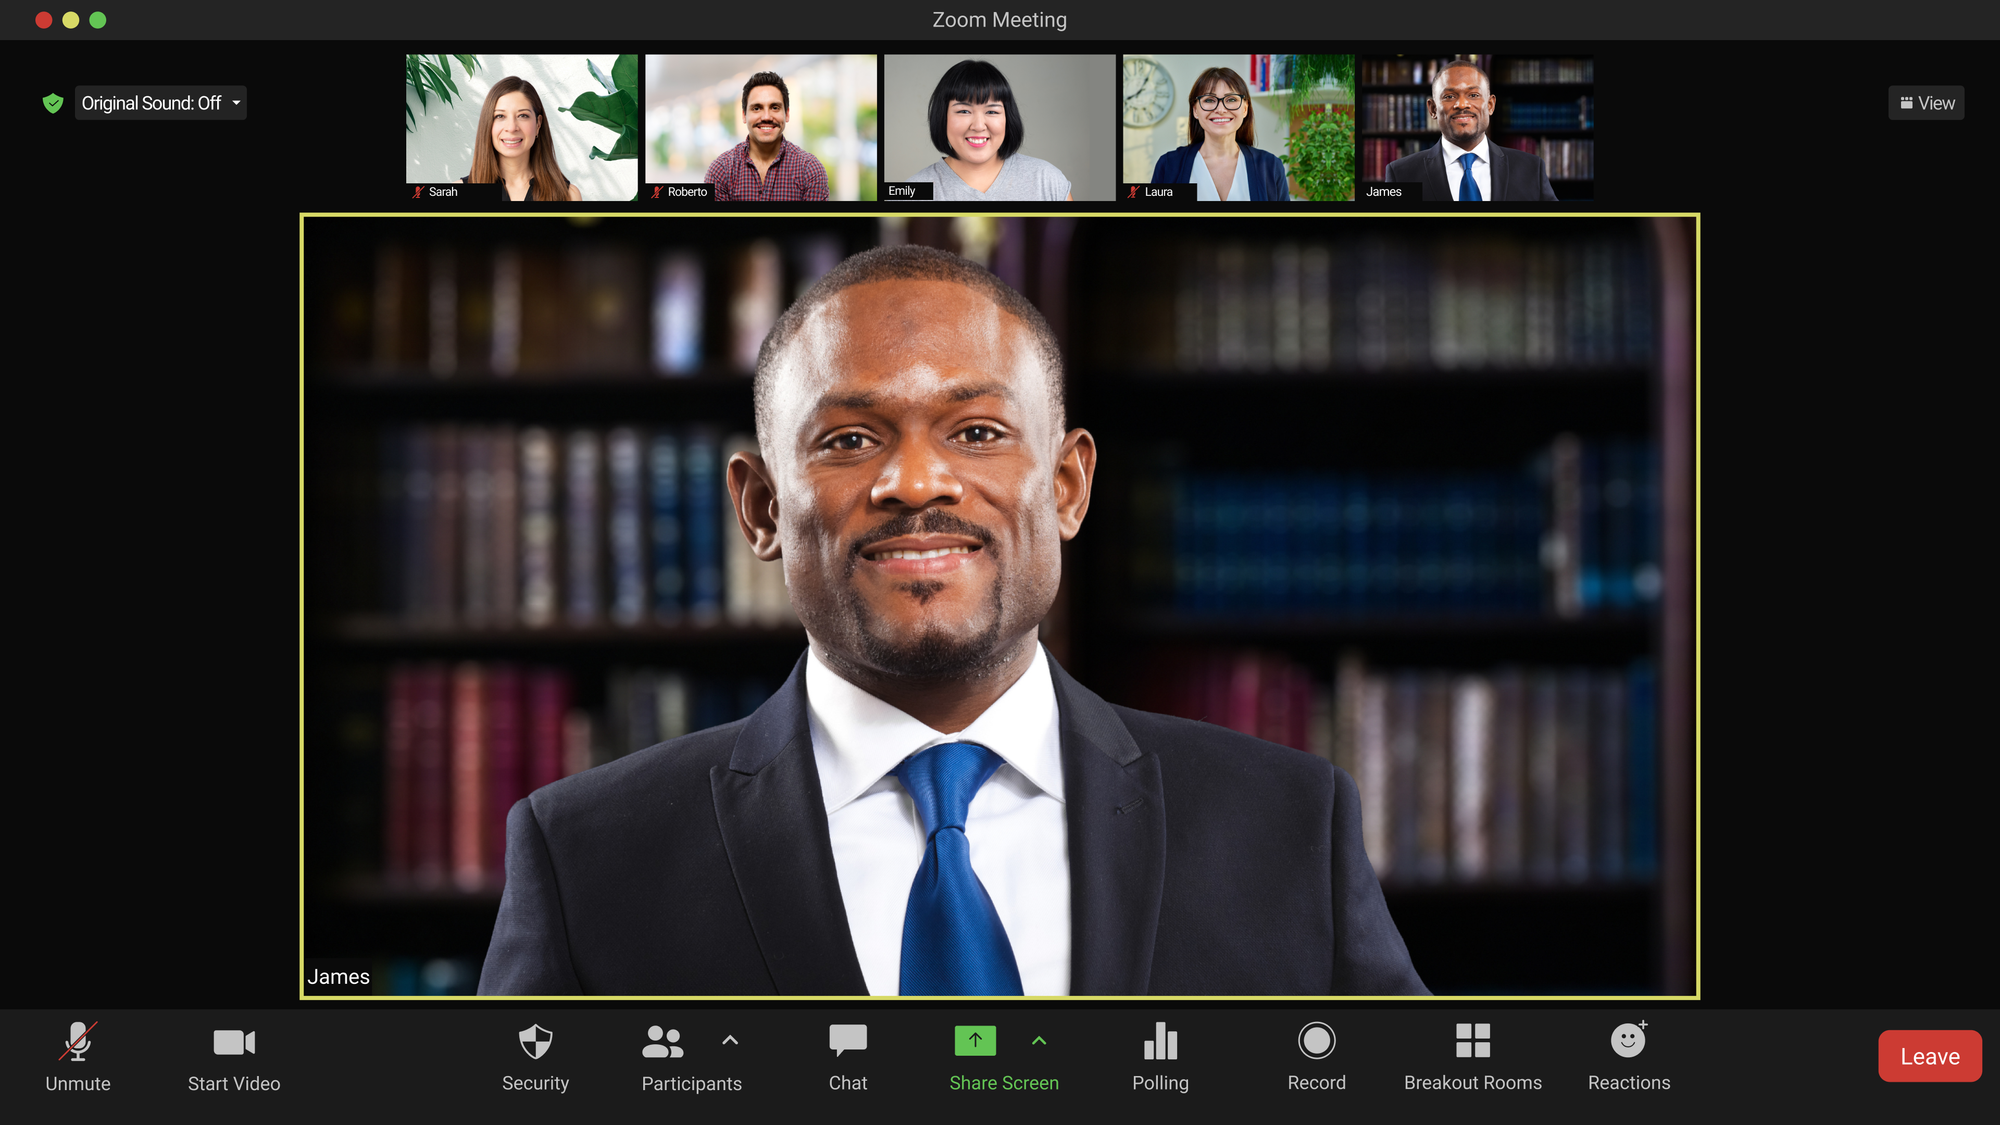 Zoom Meeting
Original Sound: Off
View
Sarah
Roberto
Emily
Laura
James
James
Unmute
Start Video
Security
Participants
Chat
Share Screen
Polling
Record
Breakout Rooms
Reactions
Leave